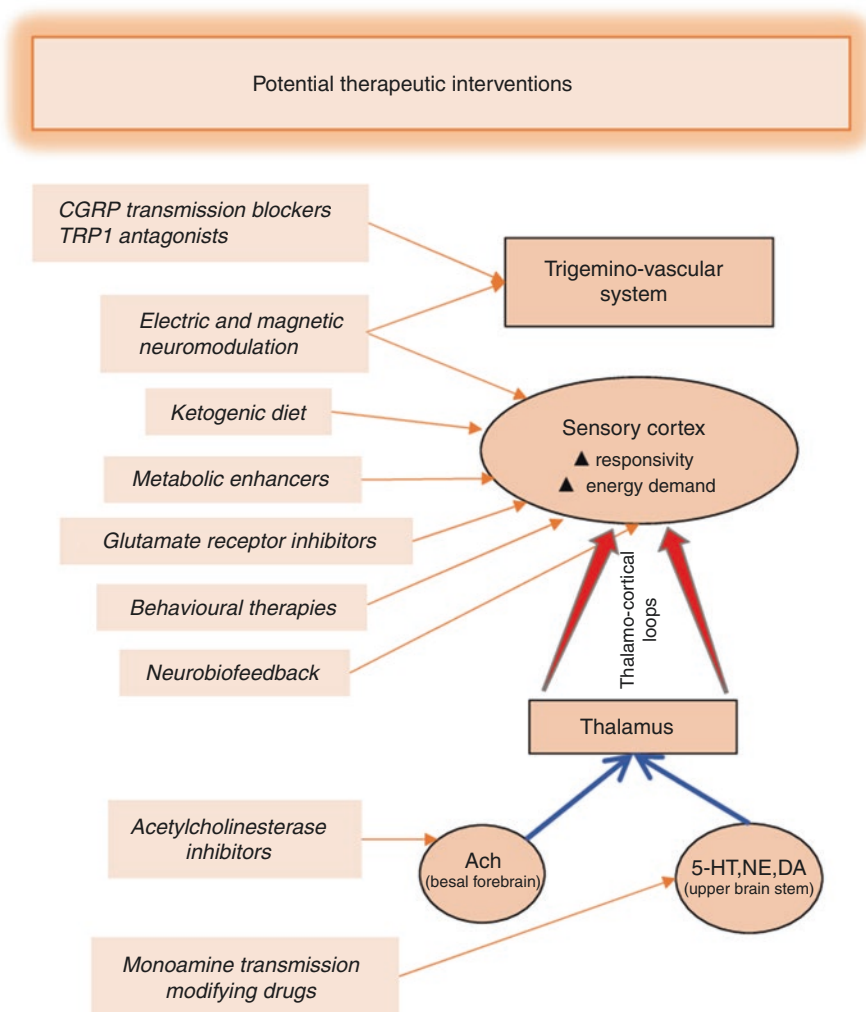 Potential therapeutic interventions
CGRP transmission blockers
TRP1 antagonists
Trigemino-vascular
system
Electric and magnetic
neuromodulation
Ketogenic diet
Sensory cortex
▲ responsivity
▲ energy demand
Metabolic enhancers
Glutamate receptor inhibitors
Behavioural therapies
Neurobiofeedback
Thalamo-cortical
loops
Thalamus
Acetylcholinesterase
inhibitors
Ach
(besal forebrain)
5-HT,NE,DA
(upper brain stem)
Monoamine transmission
modifying drugs